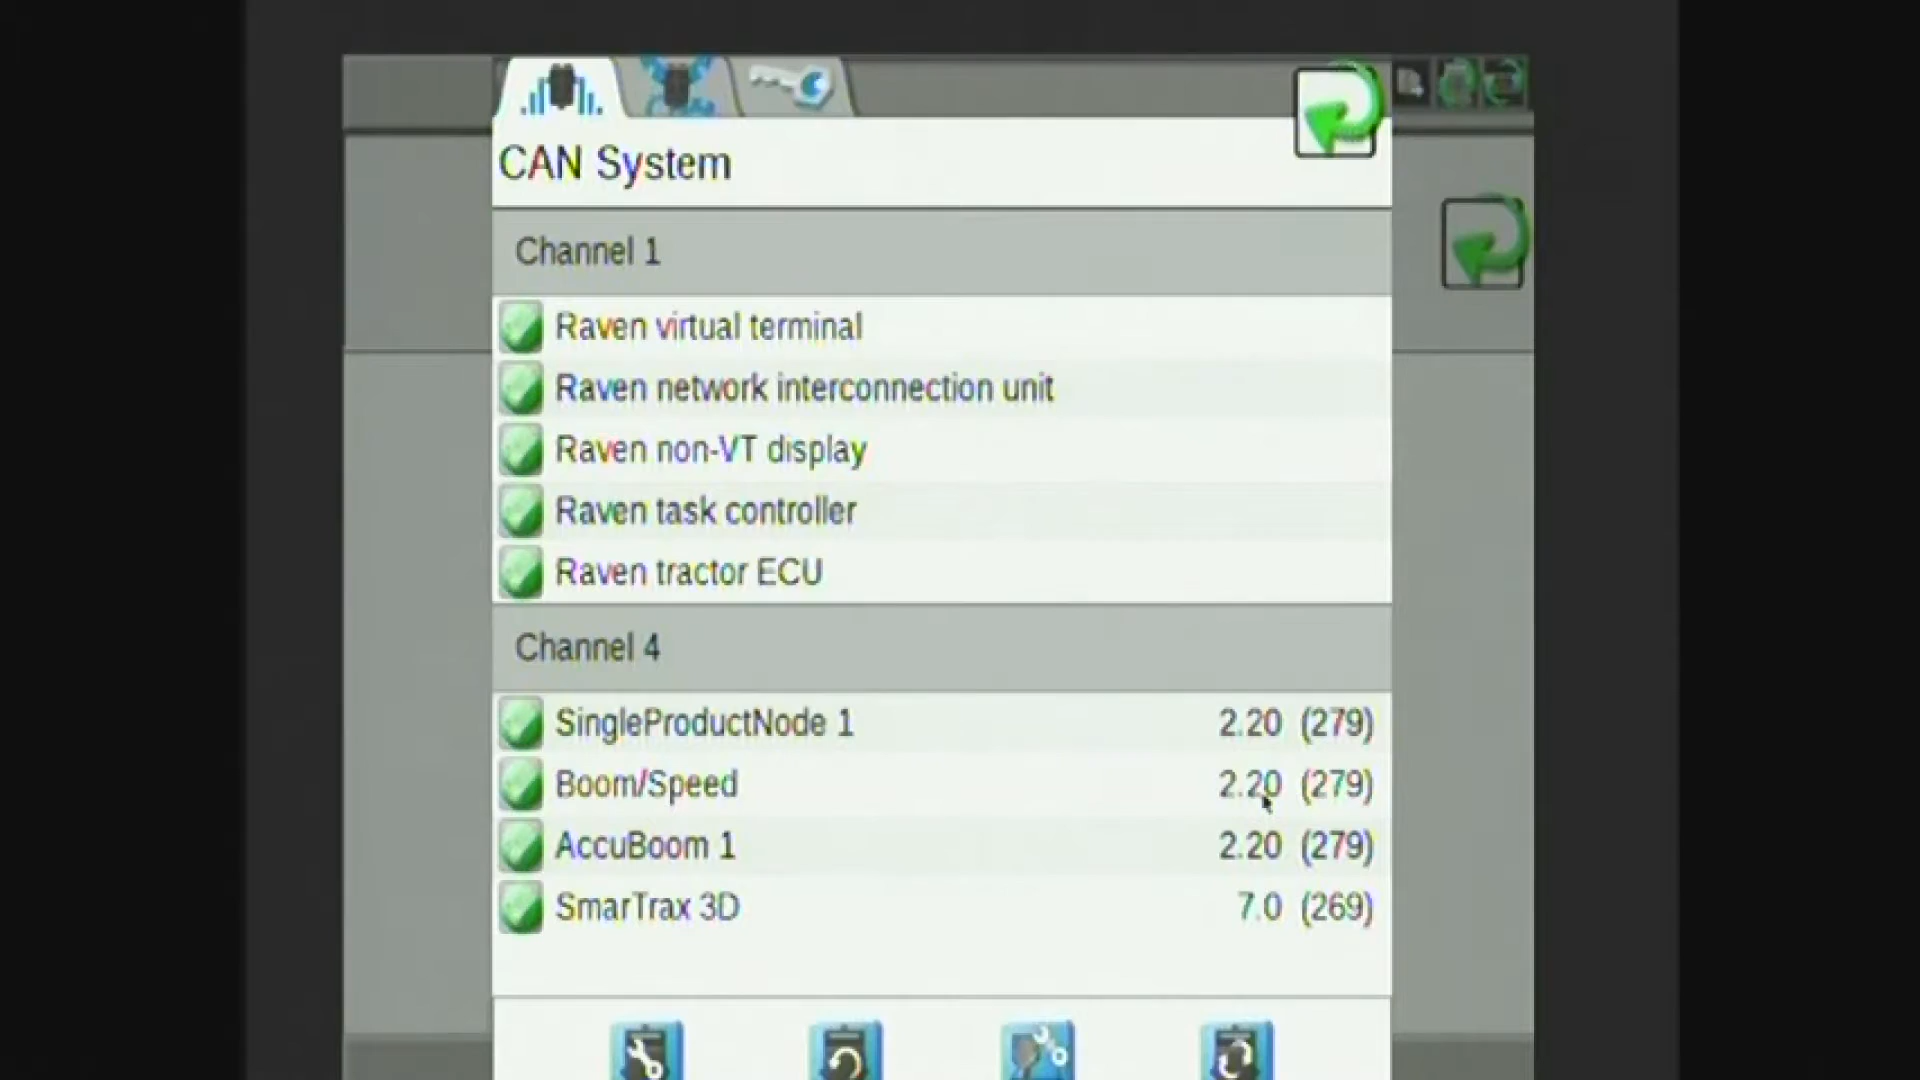 CAN System
Channel 1
Raven virtual terminal
Raven network interconnection unit
Raven non-VT display
Raven task controller
Raven tractor ECU
Channel 4
SingleProductNode 1 2.20 (279)
Boom/Speed 2.20 (279)
AccuBoom 1 2.20 (279)
SmarTrax 3D 7.0 (269)